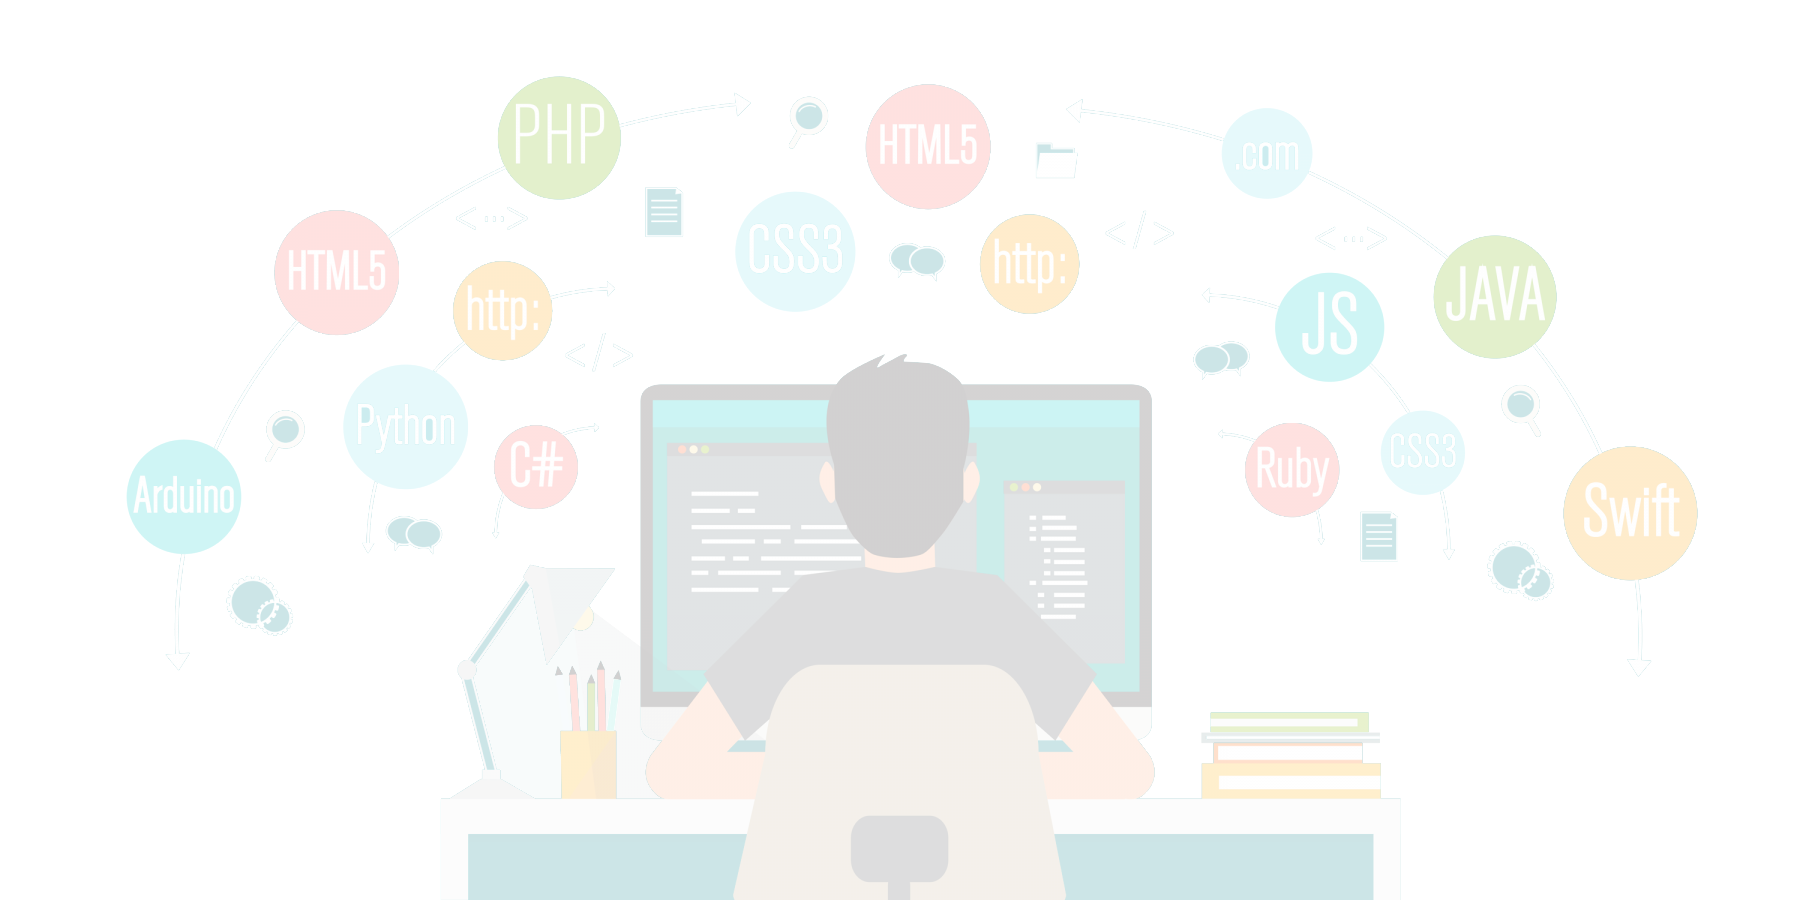 PHP
HTML5
.com
HTML5
CSS3
http:
JAVA
http:
JS
Python
C#
Ruby
CSS3
Arduino
Swift
< ... >
</>
< ... >
</>